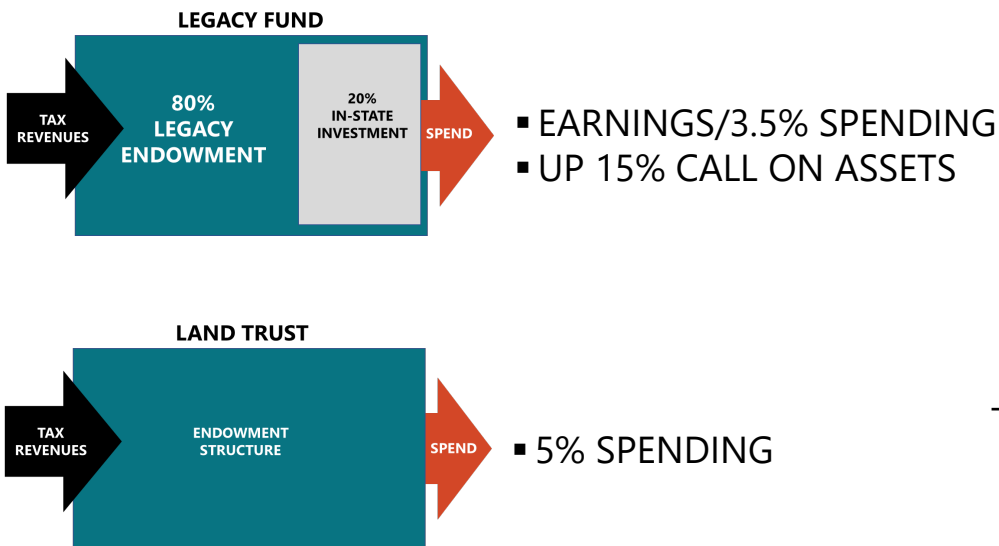 LEGACY FUND
TAX
REVENUES
80%
LEGACY
ENDOWMENT
20%
IN-STATE
INVESTMENT
SPEND
▪ EARNINGS/3.5% SPENDING
▪ UP 15% CALL ON ASSETS
LAND TRUST
TAX
REVENUES
ENDOWMENT
STRUCTURE
SPEND
▪ 5% SPENDING